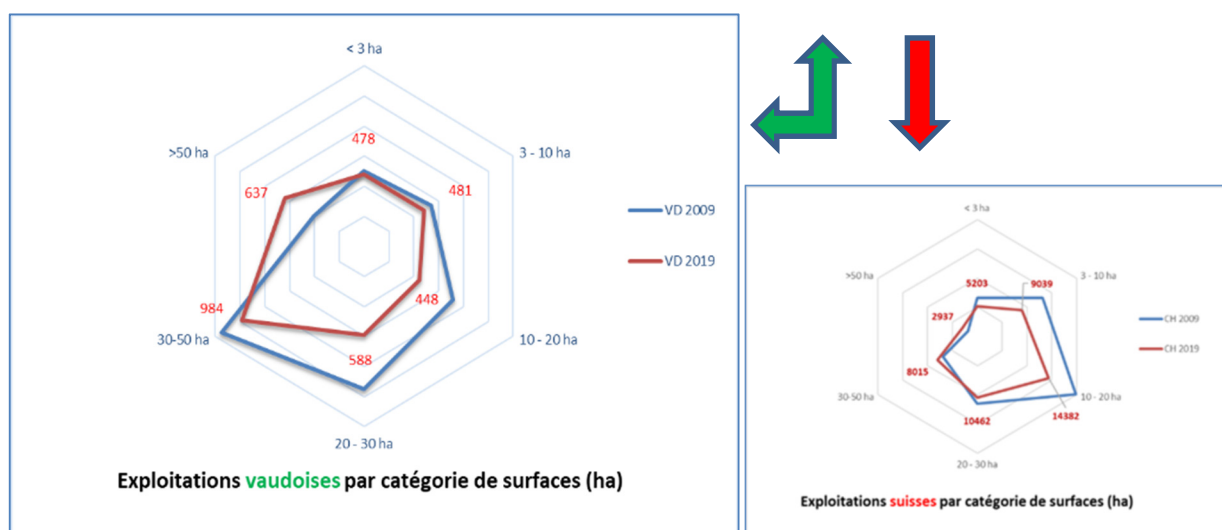 < 3 ha
478
>50 ha
3 - 10 ha
637
481
VD 2009
VD 2019
984
448
30-50 ha
10 - 20 ha
588
20 - 30 ha
Exploitations vaudoises par catégorie de surfaces (ha)
< 3 ha
>50 ha
3 - 10 ha
5203
9039
2937
CH 2009
CH 2019
8015
30-50 ha
10 - 20 ha
10462
14382
20 - 30 ha
Exploitations suisses par catégorie de surfaces (ha)